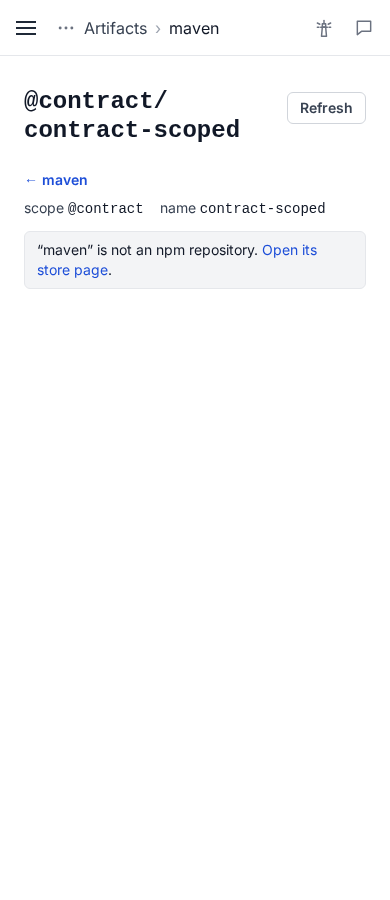 Artifacts › maven
@contract/
contract-scoped
Refresh
← maven
scope @contract name contract-scoped
“maven” is not an npm repository. Open its
store page.